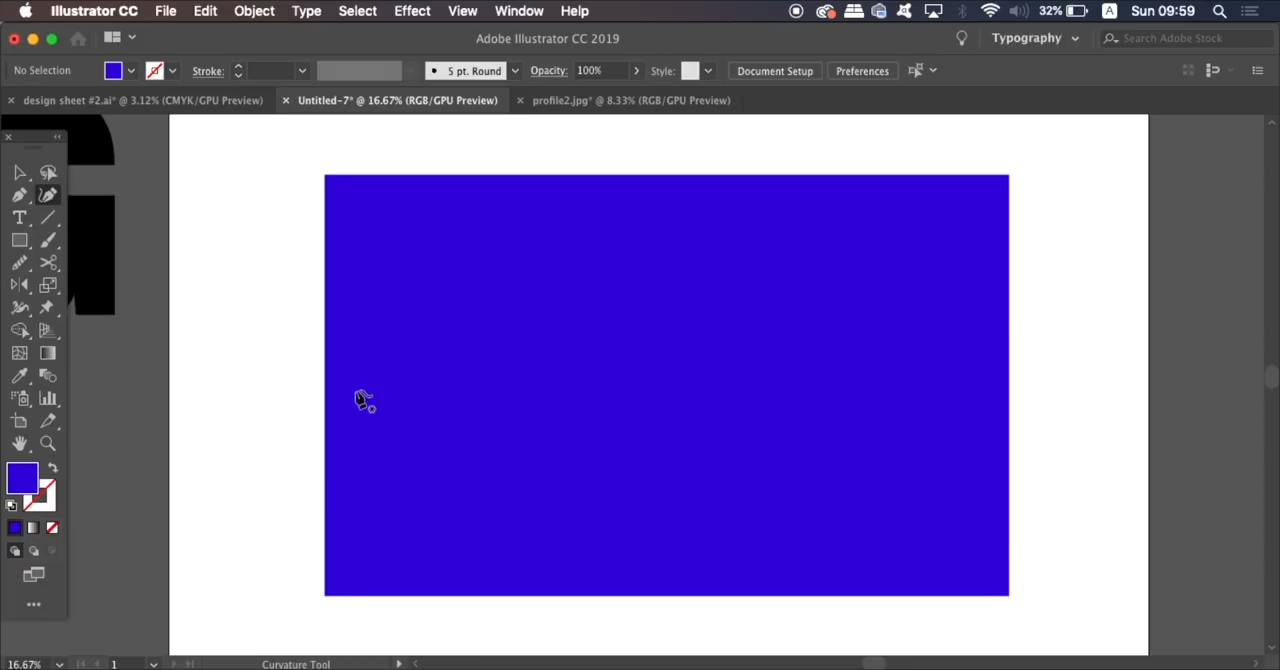 Illustrator CC File Edit Object Type Select Effect View Window Help 32% A Sun 09:59
Adobe Illustrator CC 2019 Typography Search Adobe Stock
No Selection Stroke: 5 pt. Round Opacity: 100% Style: Document Setup Preferences
design sheet #2.ai* @ 3.12% (CMYK/GPU Preview) Untitled-7* @ 16.67% (RGB/GPU Preview) profile2.jpg* @ 8.33% (RGB/GPU Preview)
16.67% 1 Curvature Tool